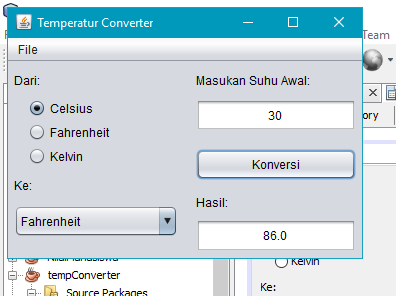 Temperatur Converter
Team
File
Dari:
Masukan Suhu Awal:
Celsius
30
ory
Fahrenheit
Kelvin
Konversi
Ke:
Hasil:
Fahrenheit
86.0
Kelvin
tempConverter
Ke:
Source Packages